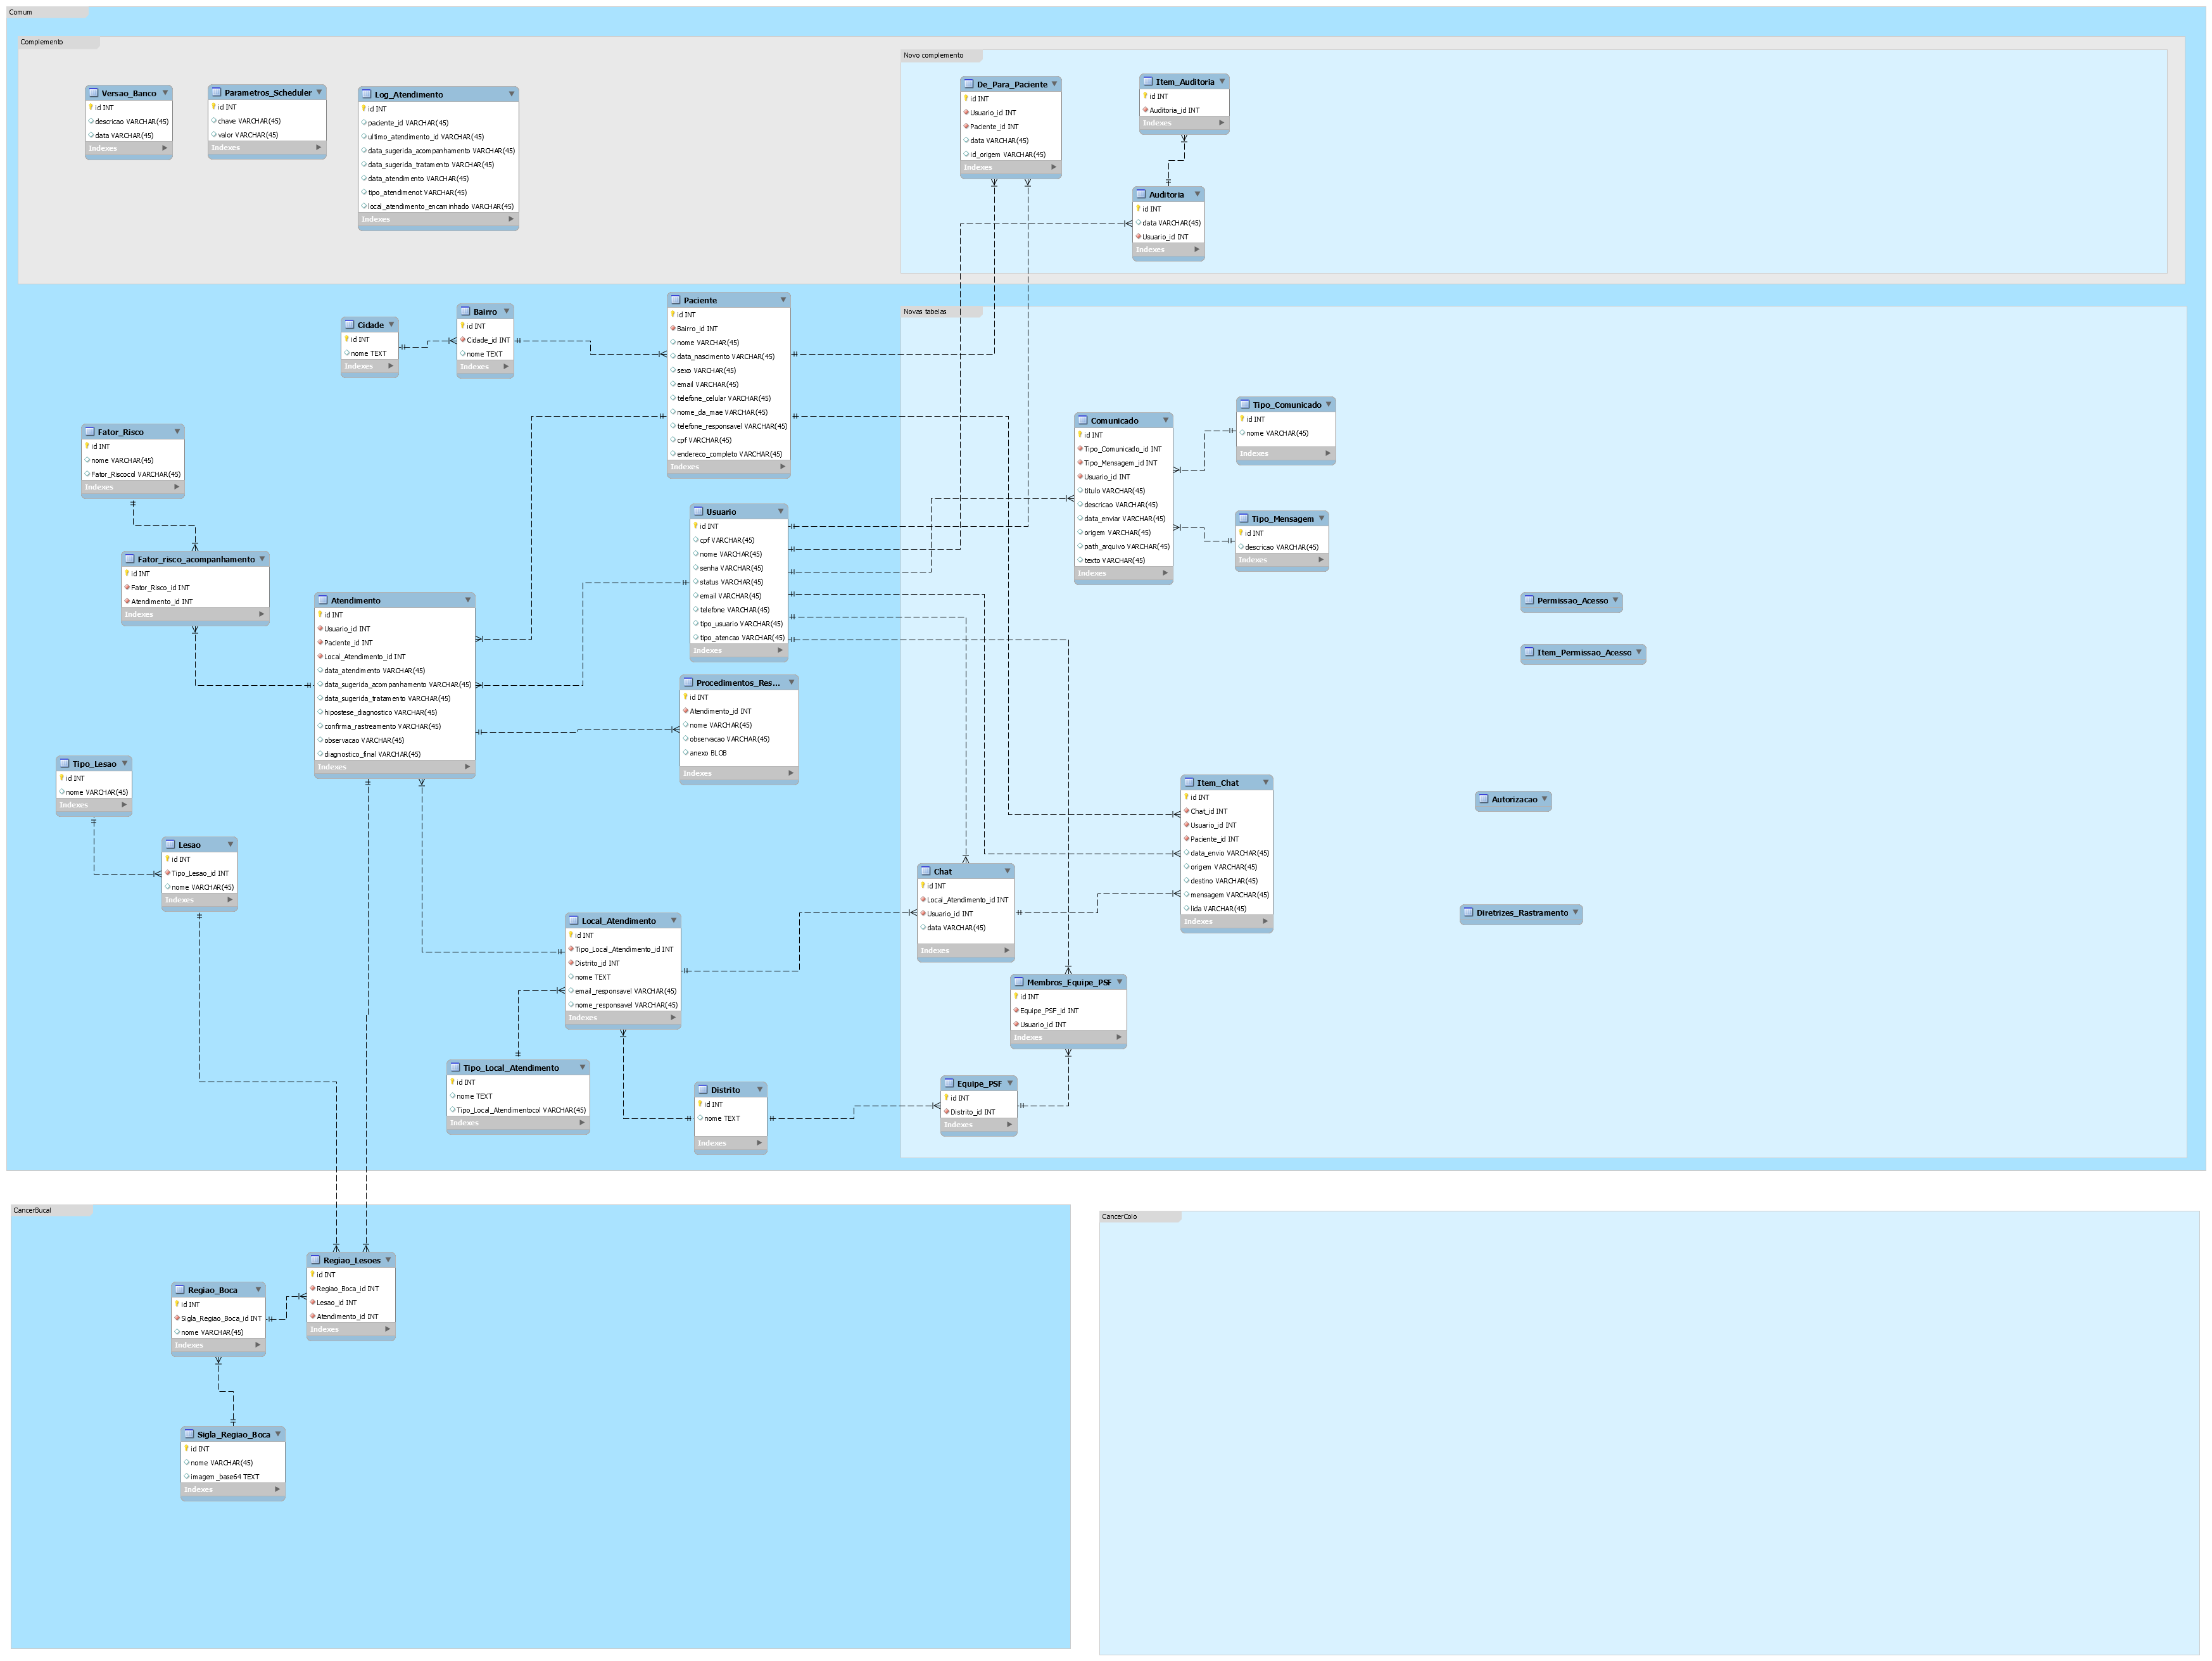 Comum
Complemento
Novo complemento
Versao_Banco
id INT
descricao VARCHAR(45)
data VARCHAR(45)
Indexes
Parametros_Scheduler
id INT
chave VARCHAR(45)
valor VARCHAR(45)
Indexes
Log_Atendimento
id INT
paciente_id VARCHAR(45)
ultimo_atendimento_id VARCHAR(45)
data_sugerida_acompanhamento VARCHAR(45)
data_sugerida_tratamento VARCHAR(45)
data_atendimento VARCHAR(45)
tipo_atendimenot VARCHAR(45)
local_atendimento_encaminhado VARCHAR(45)
Indexes
De_Para_Paciente
id INT
Usuario_id INT
Paciente_id INT
data VARCHAR(45)
id_origem VARCHAR(45)
Indexes
Item_Auditoria
id INT
Auditoria_id INT
Indexes
Auditoria
id INT
data VARCHAR(45)
Usuario_id INT
Indexes
Novas tabelas
Cidade
id INT
nome TEXT
Indexes
Bairro
id INT
Cidade_id INT
nome TEXT
Indexes
Paciente
id INT
Bairro_id INT
nome VARCHAR(45)
data_nascimento VARCHAR(45)
sexo VARCHAR(45)
email VARCHAR(45)
telefone_celular VARCHAR(45)
nome_da_mae VARCHAR(45)
telefone_responsavel VARCHAR(45)
cpf VARCHAR(45)
endereco_completo VARCHAR(45)
Indexes
Comunicado
id INT
Tipo_Comunicado_id INT
Tipo_Mensagem_id INT
Usuario_id INT
titulo VARCHAR(45)
descricao VARCHAR(45)
data_enviar VARCHAR(45)
origem VARCHAR(45)
path_arquivo VARCHAR(45)
texto VARCHAR(45)
Indexes
Tipo_Comunicado
id INT
nome VARCHAR(45)
Indexes
Tipo_Mensagem
id INT
descricao VARCHAR(45)
Indexes
Fator_Risco
id INT
nome VARCHAR(45)
Fator_Riscocol VARCHAR(45)
Indexes
Fator_risco_acompanhamento
id INT
Fator_Risco_id INT
Atendimento_id INT
Indexes
Usuario
id INT
cpf VARCHAR(45)
nome VARCHAR(45)
senha VARCHAR(45)
status VARCHAR(45)
email VARCHAR(45)
telefone VARCHAR(45)
tipo_usuario VARCHAR(45)
tipo_atencao VARCHAR(45)
Indexes
Atendimento
id INT
Usuario_id INT
Paciente_id INT
Local_Atendimento_id INT
data_atendimento VARCHAR(45)
data_sugerida_acompanhamento VARCHAR(45)
data_sugerida_tratamento VARCHAR(45)
hipostese_diagnostico VARCHAR(45)
confirma_rastreamento VARCHAR(45)
observacao VARCHAR(45)
diagnostico_final VARCHAR(45)
Indexes
Procedimentos_Res...
id INT
Atendimento_id INT
nome VARCHAR(45)
observacao VARCHAR(45)
anexo BLOB
Indexes
Permissao_Acesso
Item_Permissao_Acesso
Autorizacao
Diretrizes_Rastramento
Tipo_Lesao
id INT
nome VARCHAR(45)
Indexes
Lesao
id INT
Tipo_Lesao_id INT
nome VARCHAR(45)
Indexes
Item_Chat
id INT
Chat_id INT
Usuario_id INT
Paciente_id INT
data_envio VARCHAR(45)
origem VARCHAR(45)
destino VARCHAR(45)
mensagem VARCHAR(45)
lida VARCHAR(45)
Indexes
Chat
id INT
Local_Atendimento_id INT
Usuario_id INT
data VARCHAR(45)
Indexes
Local_Atendimento
id INT
Tipo_Local_Atendimento_id INT
Distrito_id INT
nome TEXT
email_responsavel VARCHAR(45)
nome_responsavel VARCHAR(45)
Indexes
Membros_Equipe_PSF
id INT
Equipe_PSF_id INT
Usuario_id INT
Indexes
Tipo_Local_Atendimento
id INT
nome TEXT
Tipo_Local_Atendimentocol VARCHAR(45)
Indexes
Distrito
id INT
nome TEXT
Indexes
Equipe_PSF
id INT
Distrito_id INT
Indexes
CancerBucal
CancerColo
Regiao_Lesoes
id INT
Regiao_Boca_id INT
Lesao_id INT
Atendimento_id INT
Indexes
Regiao_Boca
id INT
Sigla_Regiao_Boca_id INT
nome VARCHAR(45)
Indexes
Sigla_Regiao_Boca
id INT
nome VARCHAR(45)
imagem_base64 TEXT
Indexes